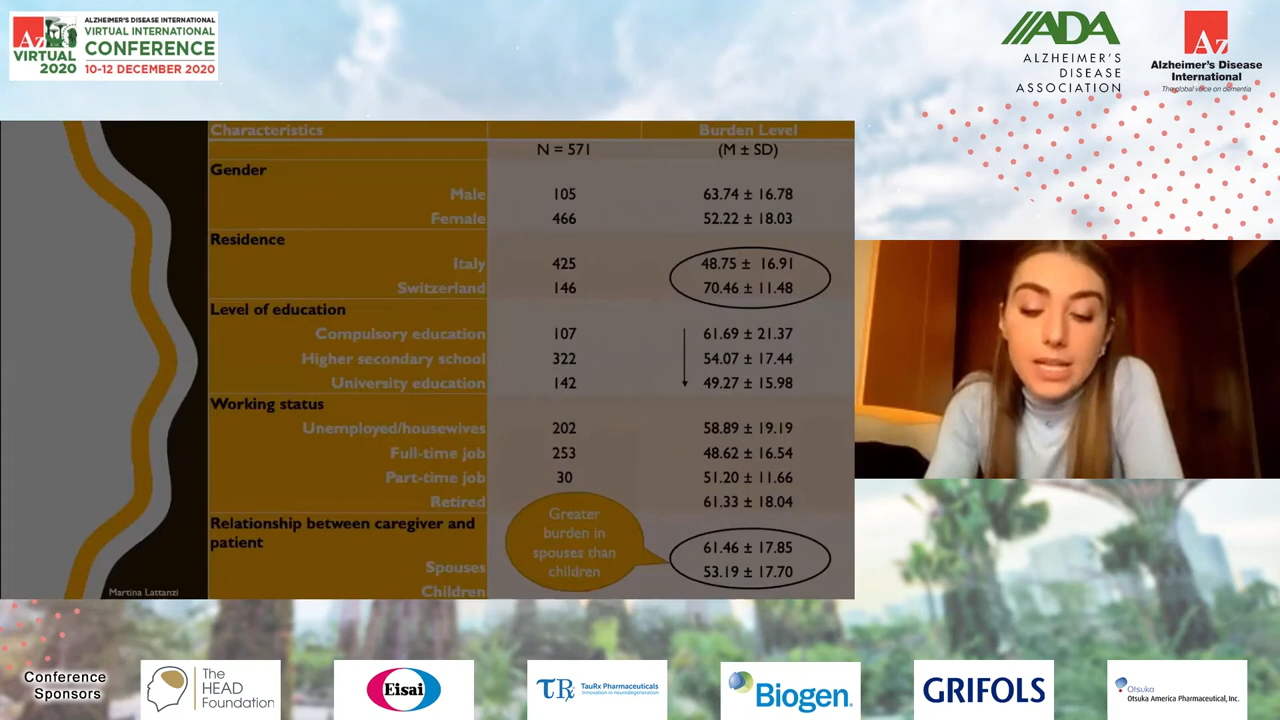 Az
VIRTUAL
2020
ALZHEIMER'S DISEASE INTERNATIONAL
VIRTUAL INTERNATIONAL
CONFERENCE
10-12 DECEMBER 2020
ADA
ALZHEIMER'S
DISEASE
ASSOCIATION
Az
Alzheimer's Disease
International
The global voice on dementia
Characteristics Burden Level
N = 571 (M ± SD)
Gender
Male 105 63.74 ± 16.78
Female 466 52.22 ± 18.03
Residence
Italy 425 48.75 ± 16.91
Switzerland 146 70.46 ± 11.48
Level of education
Compulsory education 107 61.69 ± 21.37
Higher secondary school 322 54.07 ± 17.44
University education 142 49.27 ± 15.98
Working status
Unemployed/housewives 202 58.89 ± 19.19
Full-time job 253 48.62 ± 16.54
Part-time job 30 51.20 ± 11.66
Retired 61.33 ± 18.04
Relationship between caregiver and
patient
Spouses 61.46 ± 17.85
Children 53.19 ± 17.70
Greater
burden in
spouses than
children
Martina Lattanzi
Conference
Sponsors
The
HEAD
Foundation
Eisai
TRx TauRx Pharmaceuticals
Innovation in neurodegeneration
Biogen.
GRIFOLS
Otsuka
Otsuka America Pharmaceutical, Inc.